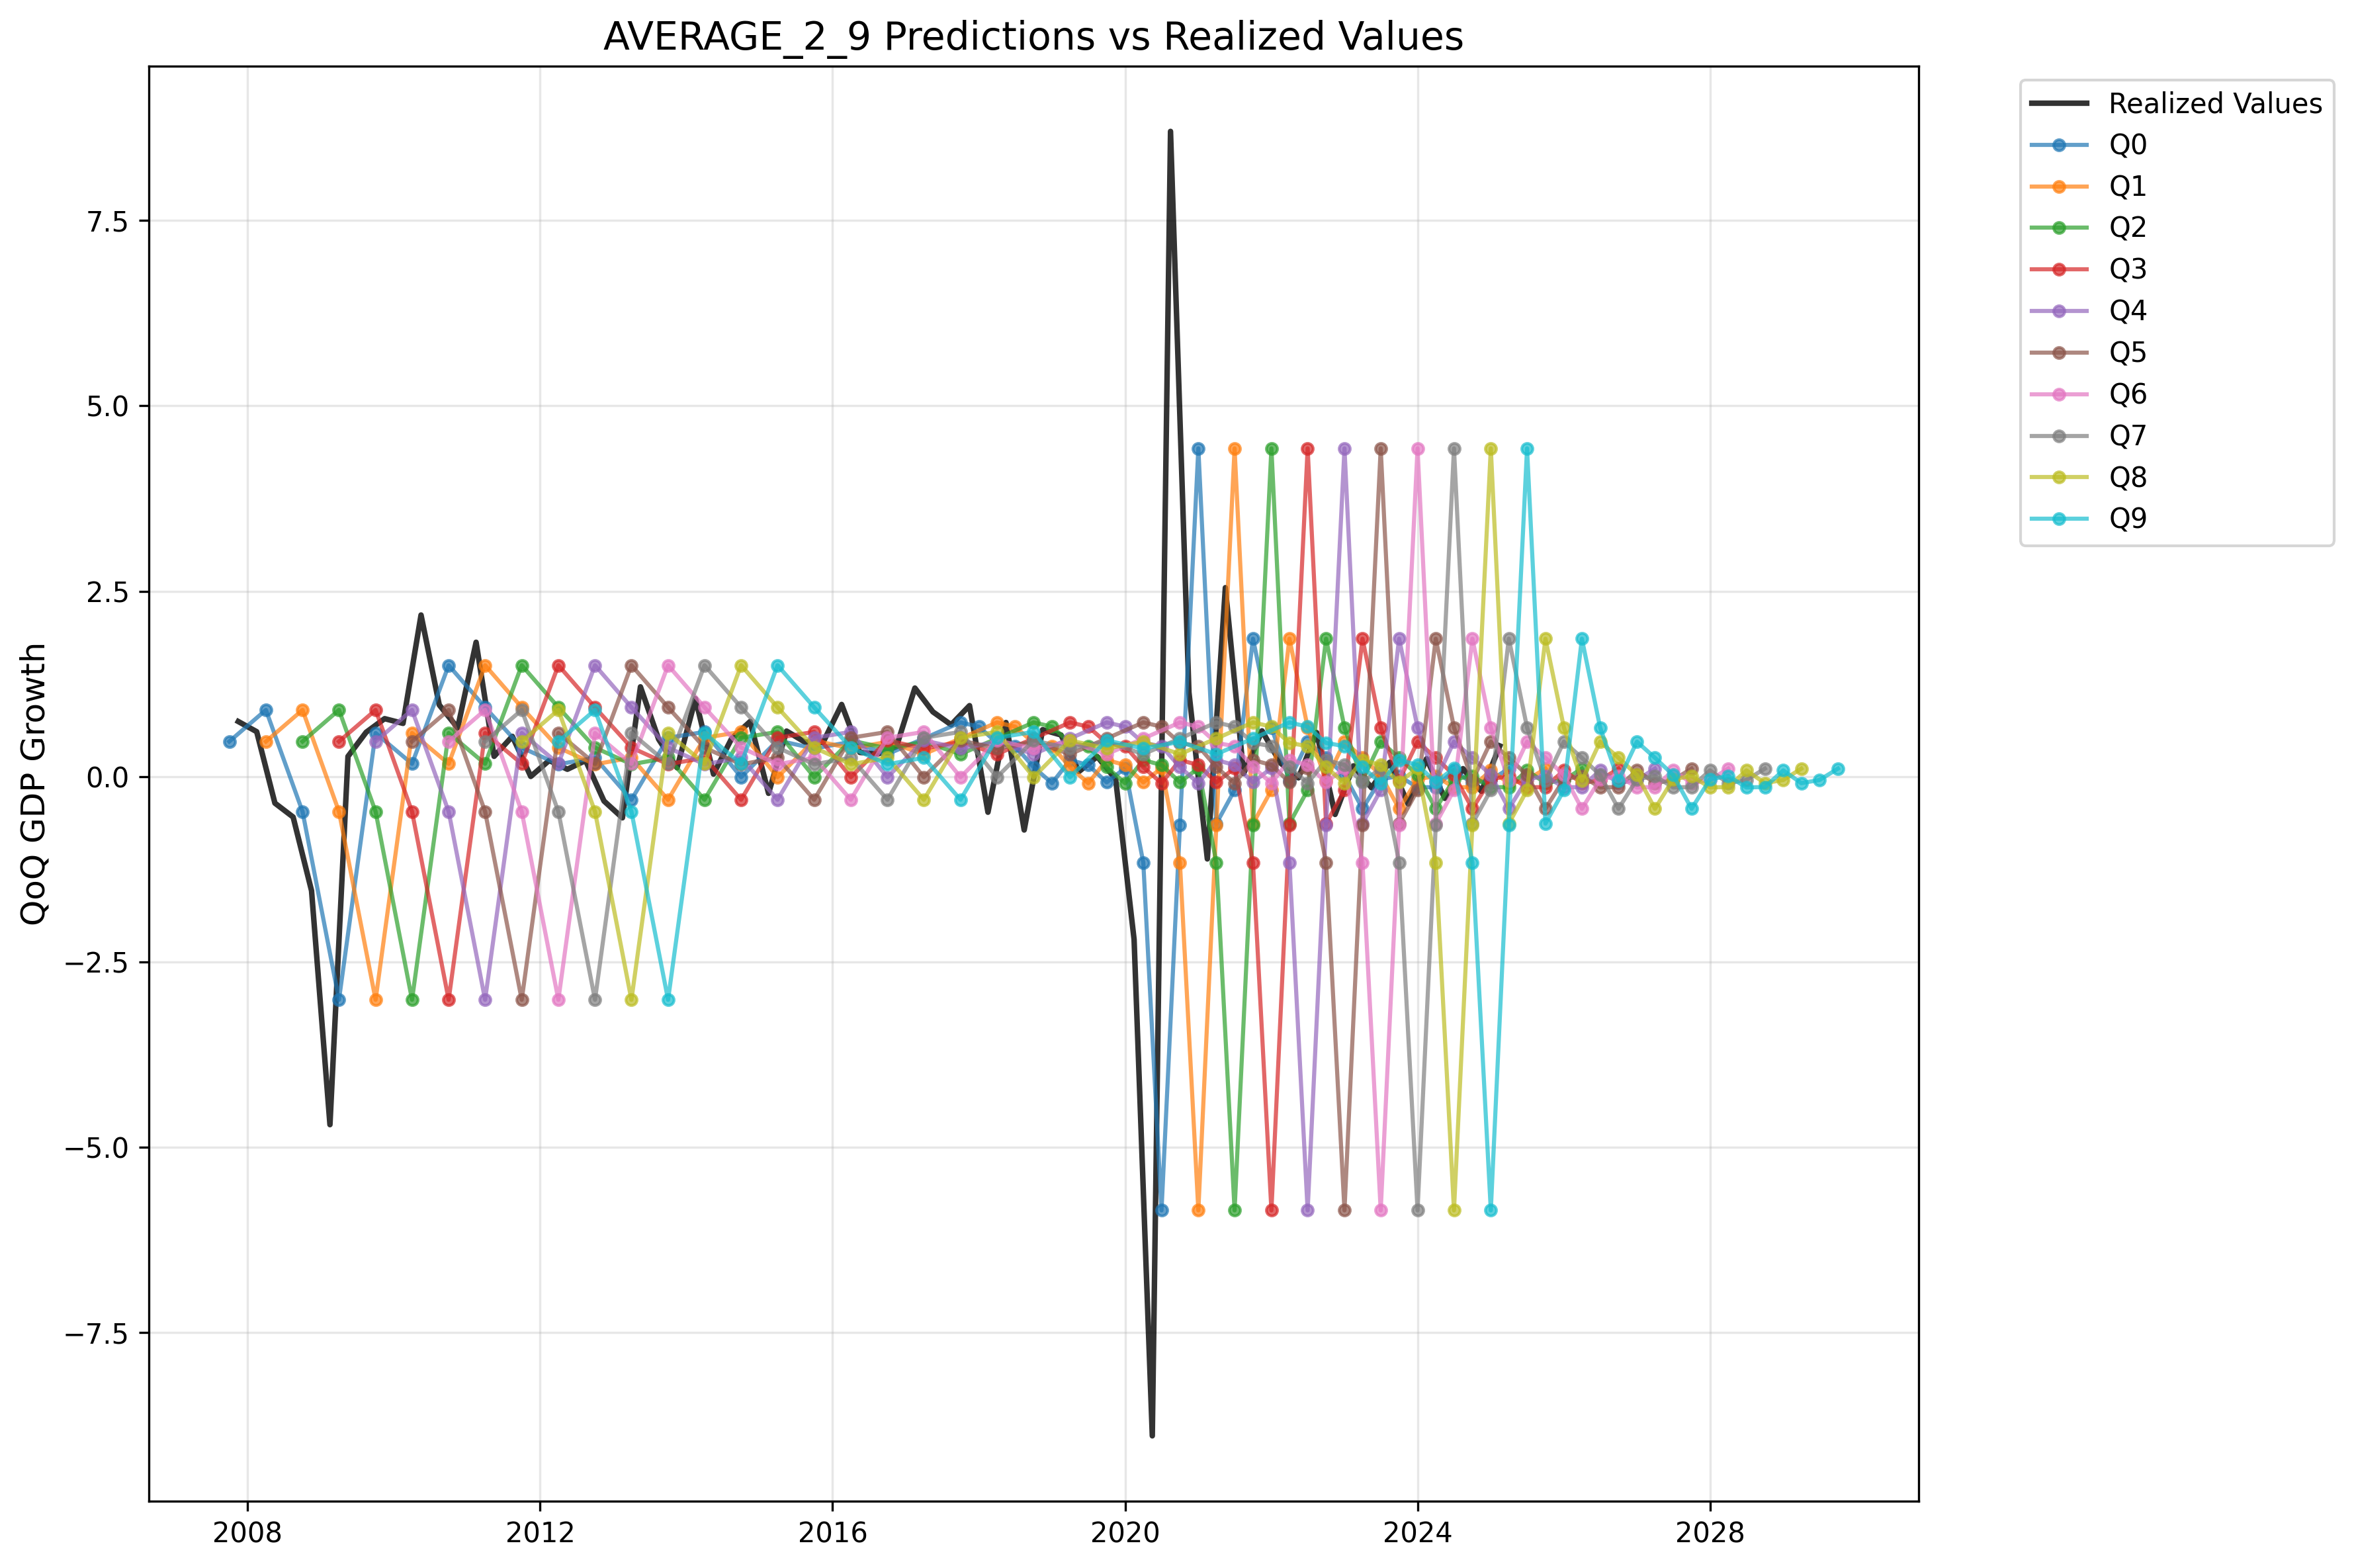 AVERAGE_2_9 Predictions vs Realized Values
QoQ GDP Growth
7.5
5.0
2.5
0.0
−2.5
−5.0
−7.5
2008
2012
2016
2020
2024
2028
Realized Values
Q0
Q1
Q2
Q3
Q4
Q5
Q6
Q7
Q8
Q9